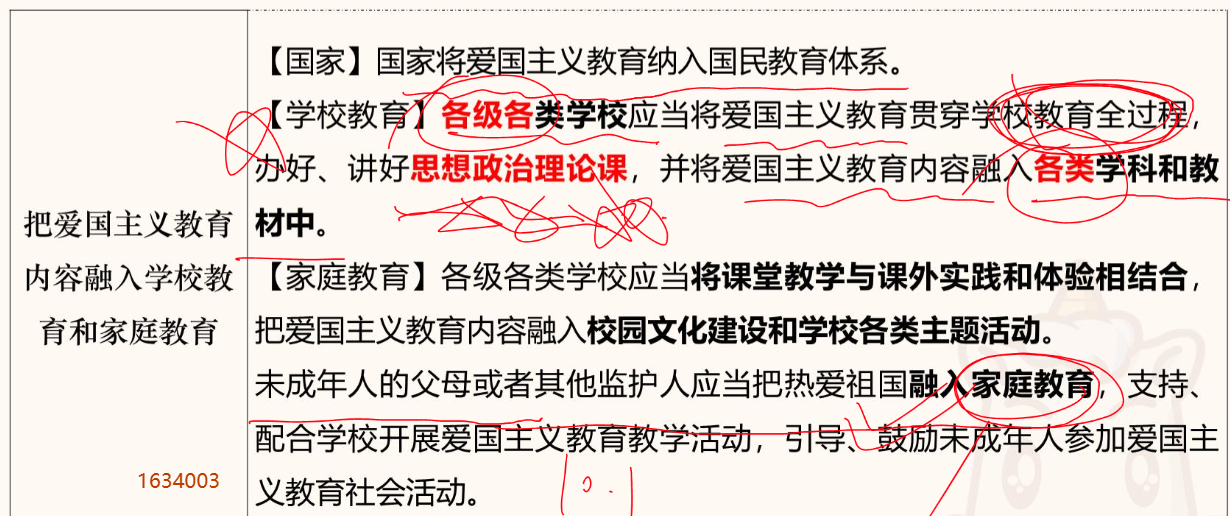 把爱国主义教育
内容融入学校教
育和家庭教育
1634003
【国家】国家将爱国主义教育纳入国民教育体系。
【学校教育】各级各类学校应当将爱国主义教育贯穿学校教育全过程，
办好、讲好思想政治理论课，并将爱国主义教育内容融入各类学科和教
材中。
【家庭教育】各级各类学校应当将课堂教学与课外实践和体验相结合，
把爱国主义教育内容融入校园文化建设和学校各类主题活动。
未成年人的父母或者其他监护人应当把热爱祖国融入家庭教育，支持、
配合学校开展爱国主义教育教学活动，引导、鼓励未成年人参加爱国主
义教育社会活动。